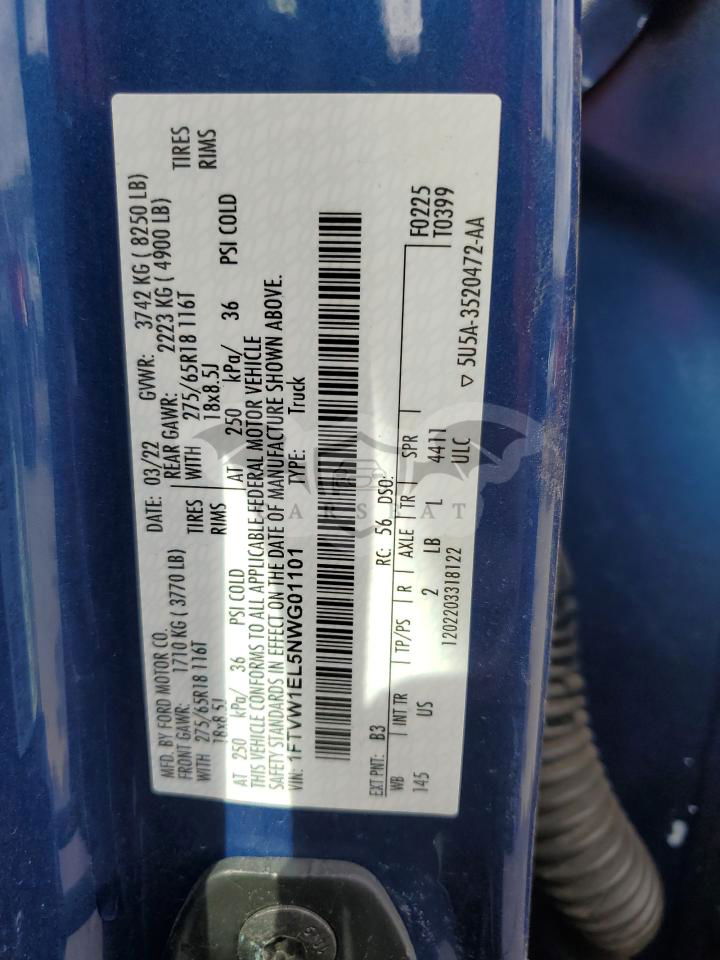 MFD. BY FORD MOTOR CO.
DATE: 03/22 GVWR: 3742 KG ( 8250 LB)
FRONT GAWR: 1710 KG ( 3770 LB)
REAR GAWR: 2223 KG ( 4900 LB)
WITH 275/65R18 116T TIRES
WITH 275/65R18 116T TIRES
18x8.5J RIMS
18x8.5J RIMS
AT 250 kPa/ 36 PSI COLD
AT 250 kPa/ 36 PSI COLD
THIS VEHICLE CONFORMS TO ALL APPLICABLE FEDERAL MOTOR VEHICLE
SAFETY STANDARDS IN EFFECT ON THE DATE OF MANUFACTURE SHOWN ABOVE.
VIN: 1FTVW1EL5NWG01101 TYPE: Truck
EXT PNT: B3 RC: 56 DSO: F0225
WB INT TR TP/PS R AXLE TR SPR T0399
145 US 2 LB L 4411
1202203318122 ULC
5U5A-3520472-AA